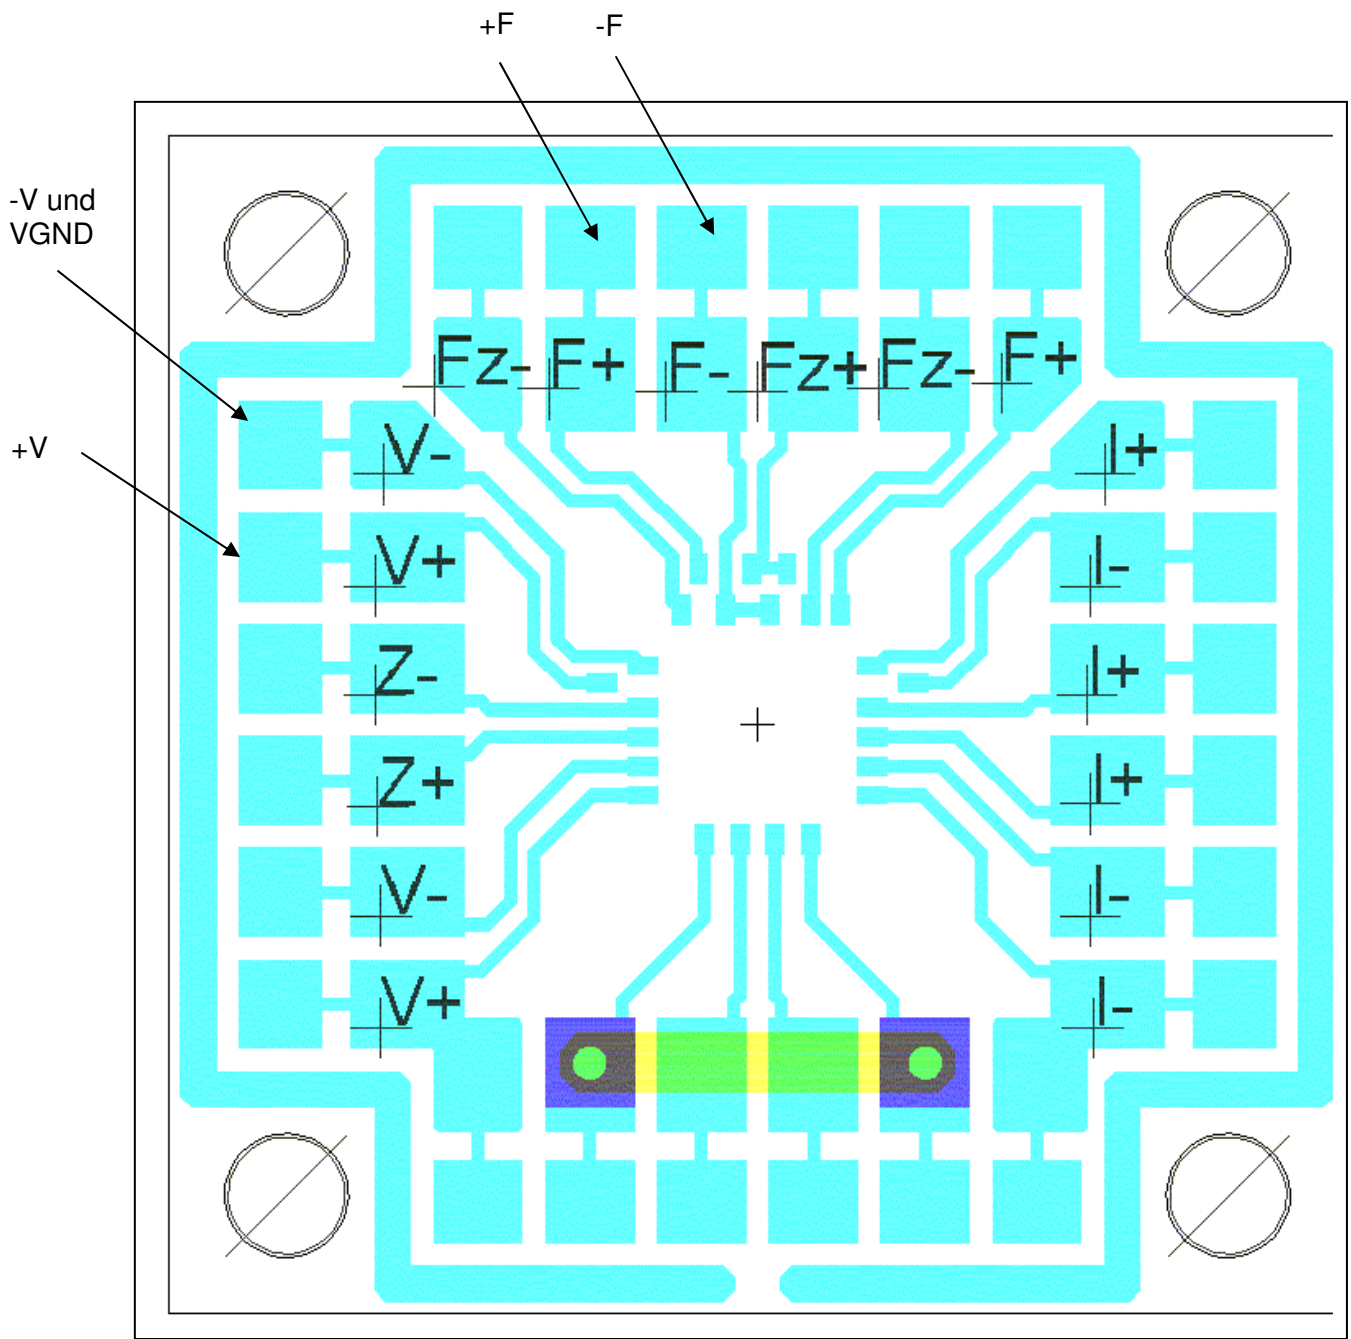 +F
-F
-V und
VGND
+V
Fz-
F+
F-
Fz+
Fz-
F+
V-
V+
Z-
Z+
V-
V+
I+
I-
I+
I+
I-
I-